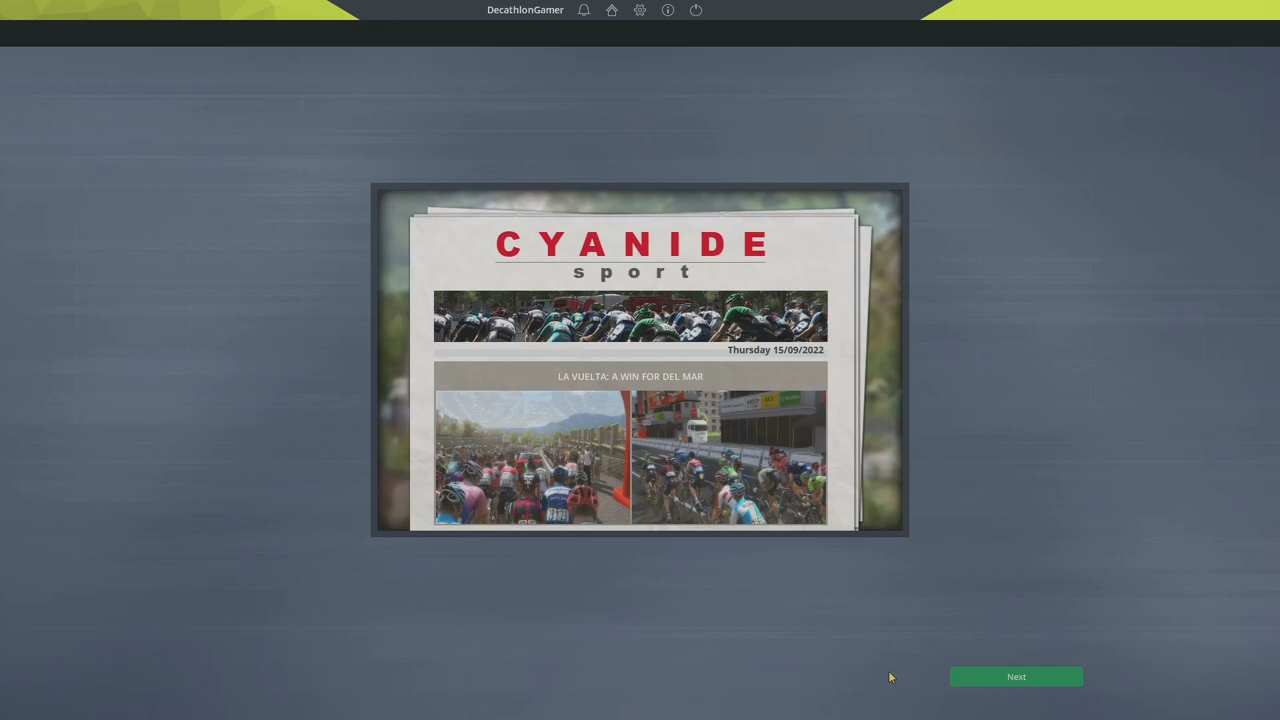 DecathlonGamer
CYANIDE
sport
Thursday 15/09/2022
LA VUELTA: A WIN FOR DEL MAR
Next